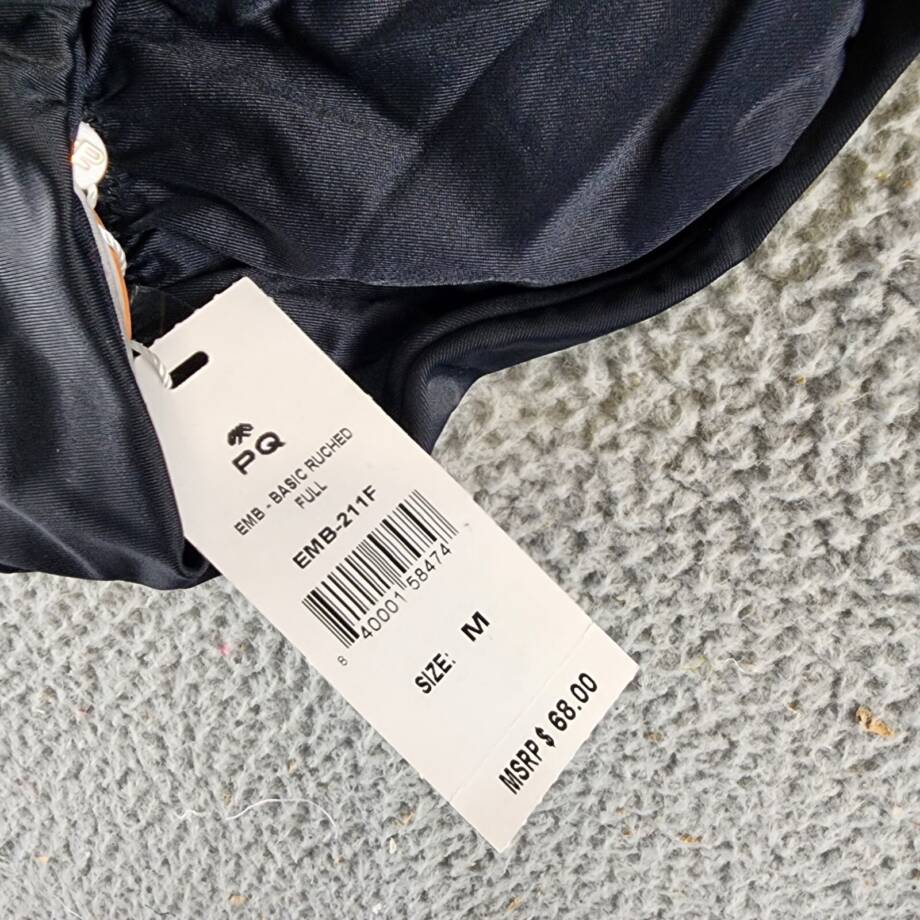 PQ
EMB - BASIC RUCHED
FULL
EMB-211F
8 40001 58474
SIZE: M
MSRP $ 68.00